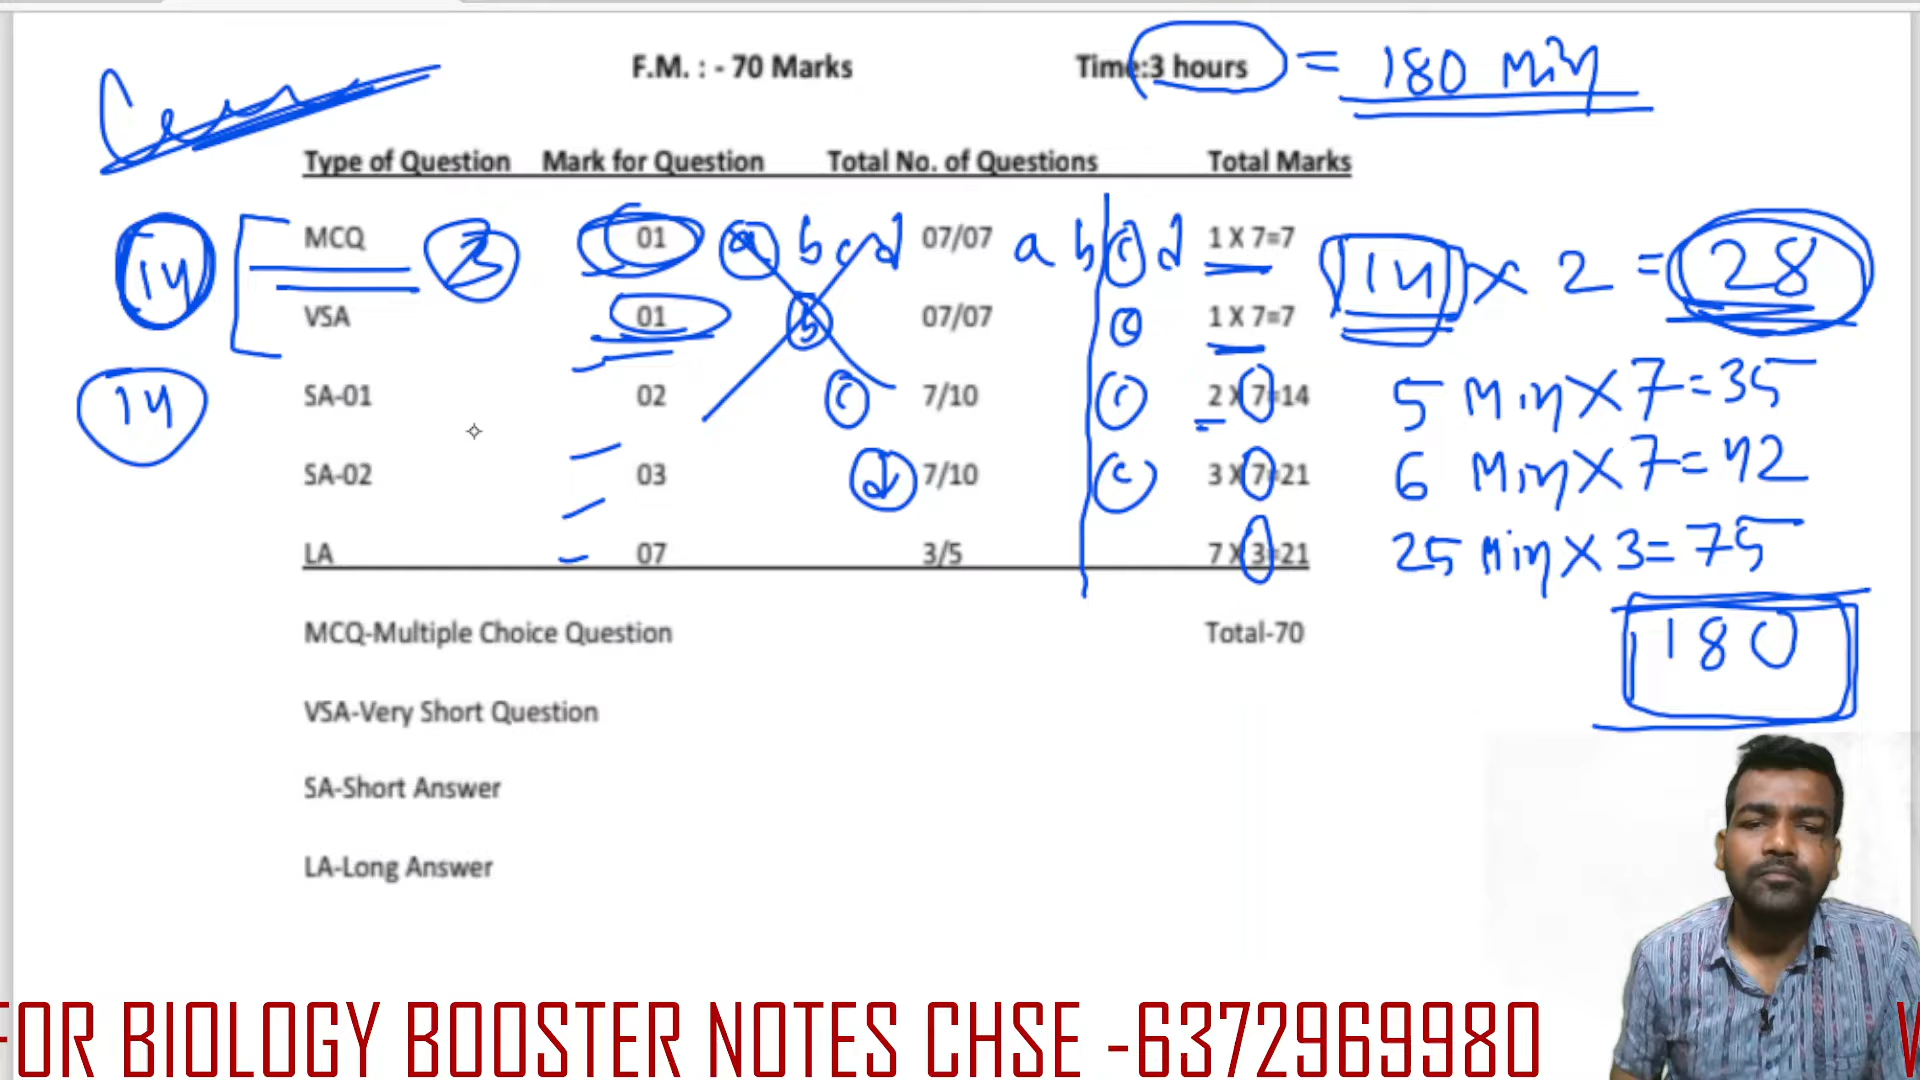 F.M. : - 70 Marks Time:3 hours = 180 Min
Type of Question Mark for Question Total No. of Questions Total Marks
14 MCQ 3 01 a b c d 07/07 a b c d 1 X 7=7 14 x 2 = 28
VSA 01 b 07/07 c 1 X 7=7
14 SA-01 02 c 7/10 c 2 X 7=14 5 Min X 7=35
SA-02 03 d 7/10 c 3 X 7=21 6 Min X 7=42
LA 07 3/5 7 X 3=21 25 Min X 3=75
180
MCQ-Multiple Choice Question Total-70
VSA-Very Short Question
SA-Short Answer
LA-Long Answer
FOR BIOLOGY BOOSTER NOTES CHSE -6372969980